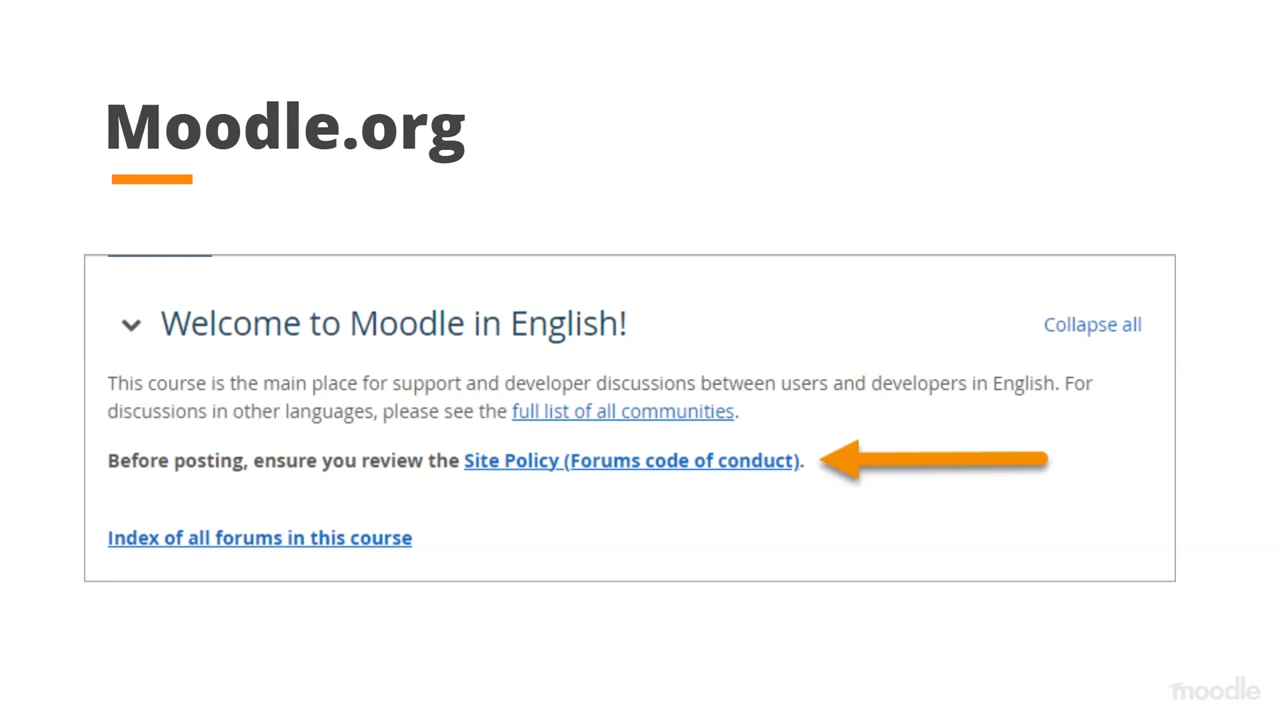 Moodle.org
Welcome to Moodle in English!
Collapse all
This course is the main place for support and developer discussions between users and developers in English. For
discussions in other languages, please see the full list of all communities.
Before posting, ensure you review the Site Policy (Forums code of conduct).
Index of all forums in this course
moodle